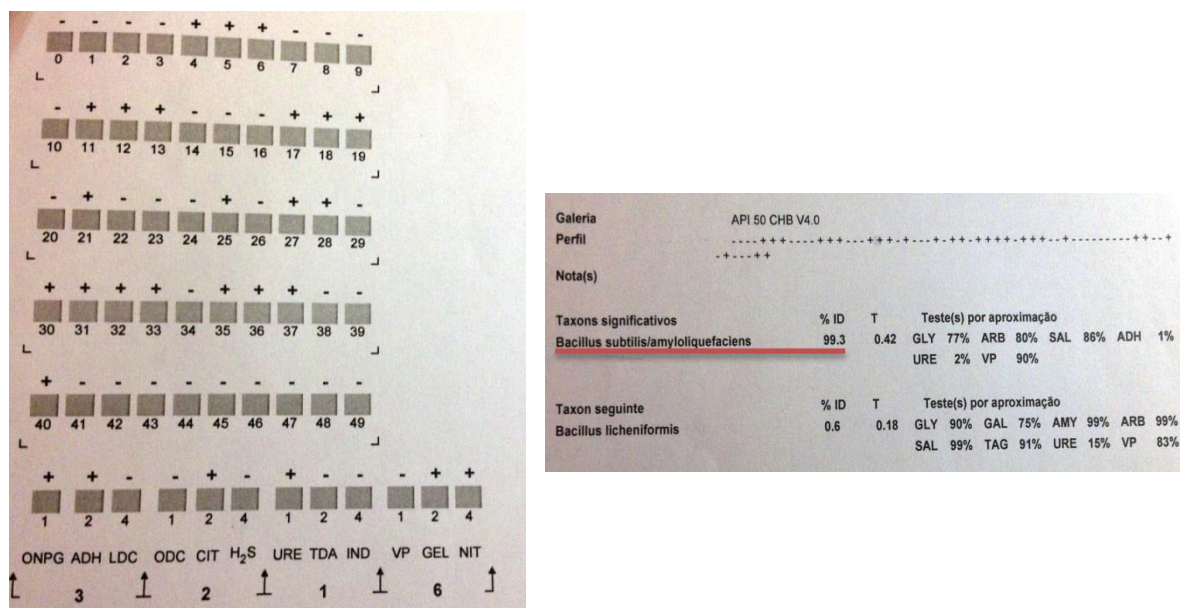 - - - - + + + - - -
0 1 2 3 4 5 6 7 8 9
- + + + - - - + + +
10 11 12 13 14 15 16 17 18 19
- + - - - + - + + -
20 21 22 23 24 25 26 27 28 29
+ + + + - + + + - -
30 31 32 33 34 35 36 37 38 39
+ - - - - - - - - -
40 41 42 43 44 45 46 47 48 49
+ + - - + - + - - - + +
1 2 4 1 2 4 1 2 4 1 2 4
ONPG ADH LDC ODC CIT H2S URE TDA IND VP GEL NIT
3 2 1 6
Galeria API 50 CHB V4.0
Perfil ----+++----+++---+++-+---+-++-++++-+++--+---------++--+
-+---++
Nota(s)
Taxons significativos % ID T Teste(s) por aproximação
Bacillus subtilis/amyloliquefaciens 99.3 0.42 GLY 77% ARB 80% SAL 86% ADH 1%
URE 2% VP 90%
Taxon seguinte % ID T Teste(s) por aproximação
Bacillus licheniformis 0.6 0.18 GLY 90% GAL 75% AMY 99% ARB 99%
SAL 99% TAG 91% URE 15% VP 83%